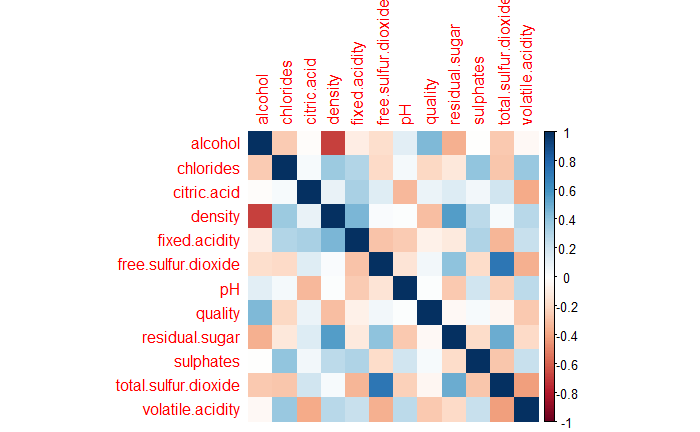 alcohol
chlorides
citric.acid
density
fixed.acidity
free.sulfur.dioxide
pH
quality
residual.sugar
sulphates
total.sulfur.dioxide
volatile.acidity
alcohol
chlorides
citric.acid
density
fixed.acidity
free.sulfur.dioxide
pH
quality
residual.sugar
sulphates
total.sulfur.dioxide
volatile.acidity
1
0.8
0.6
0.4
0.2
0
-0.2
-0.4
-0.6
-0.8
-1